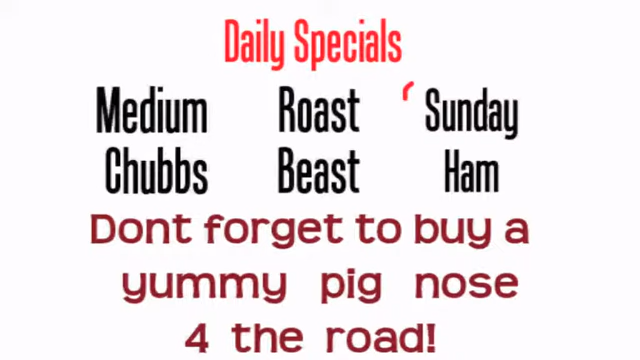 Daily Specials
Medium Roast Sunday
Chubbs Beast Ham
Dont forget to buy a
yummy pig nose
4 the road!